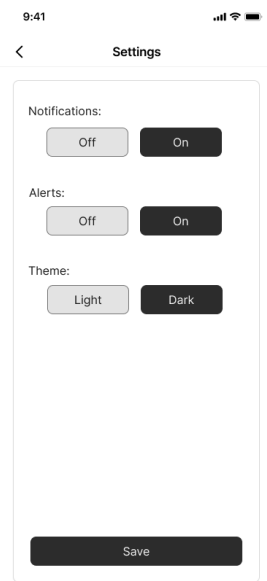 9:41
Settings
Notifications:
Off On
Alerts:
Off On
Theme:
Light Dark
Save